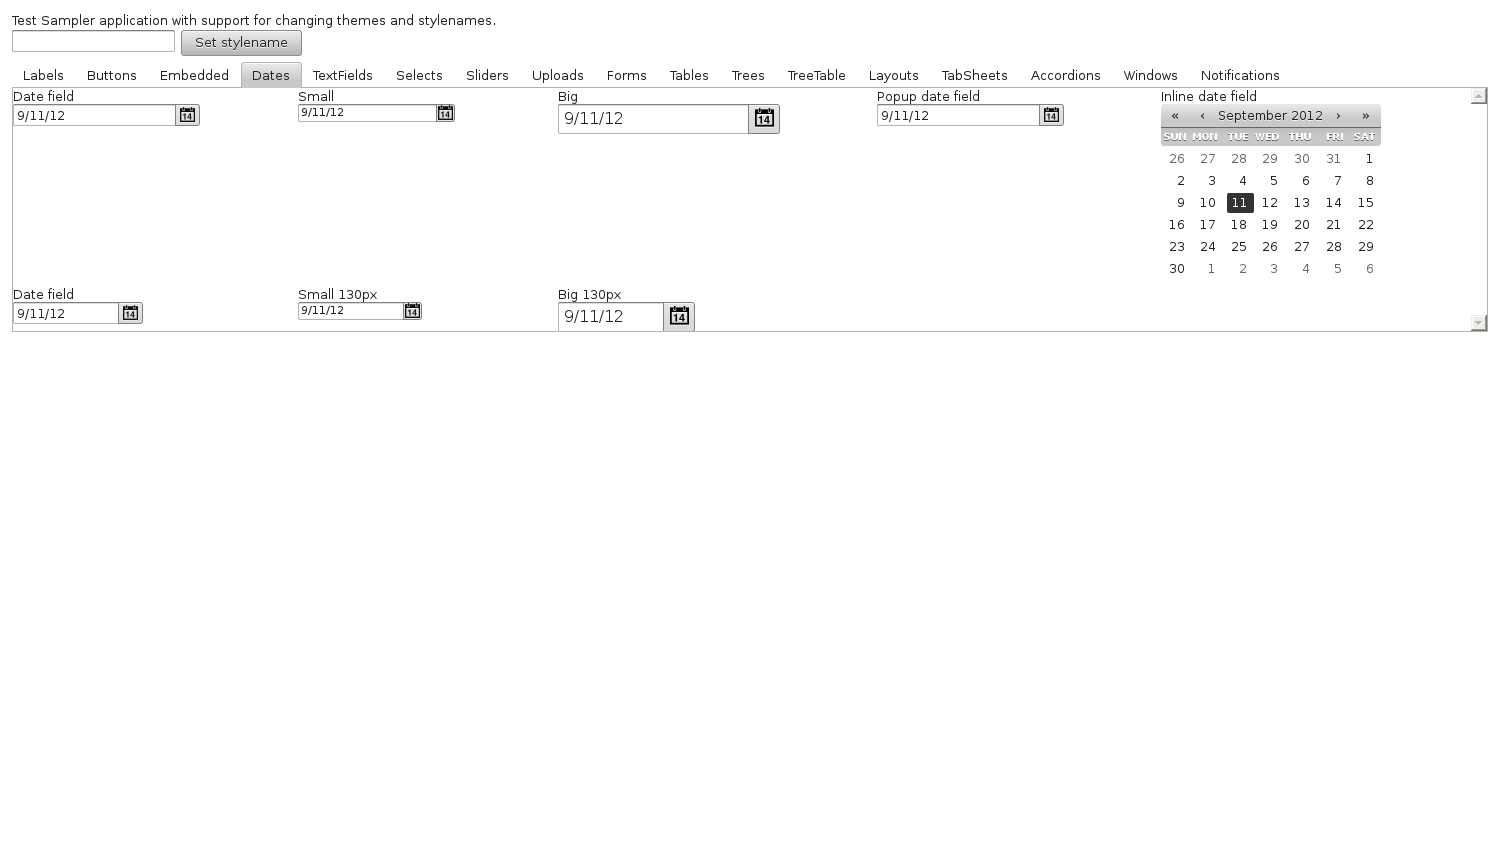 Test Sampler application with support for changing themes and stylenames.
Set stylename
Labels Buttons Embedded Dates TextFields Selects Sliders Uploads Forms Tables Trees TreeTable Layouts TabSheets Accordions Windows Notifications
Date field Small Big Popup date field Inline date field
9/11/12 14 9/11/12 14 9/11/12 14 9/11/12 14 « ‹ September 2012 › »
SUN MON TUE WED THU FRI SAT
26 27 28 29 30 31 1
2 3 4 5 6 7 8
9 10 11 12 13 14 15
16 17 18 19 20 21 22
23 24 25 26 27 28 29
30 1 2 3 4 5 6
Date field Small 130px Big 130px
9/11/12 14 9/11/12 14 9/11/12 14